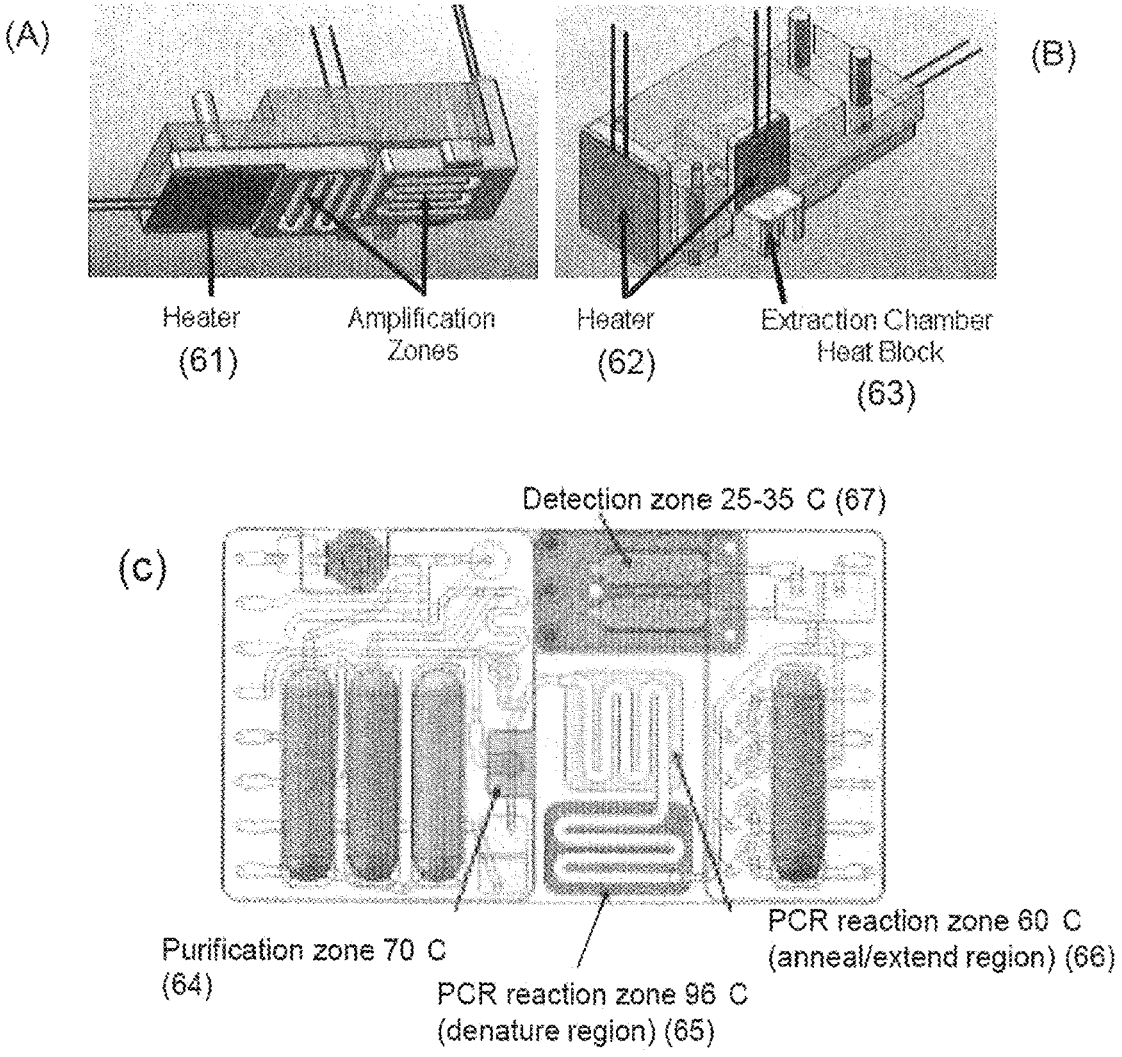 (A)
(B)
Heater
(61)
Amplification
Zones
Heater
(62)
Extraction Chamber
Heat Block
(63)
(c)
Detection zone 25-35 C (67)
Purification zone 70 C
(64)
PCR reaction zone 96 C
(denature region) (65)
PCR reaction zone 60 C
(anneal/extend region) (66)